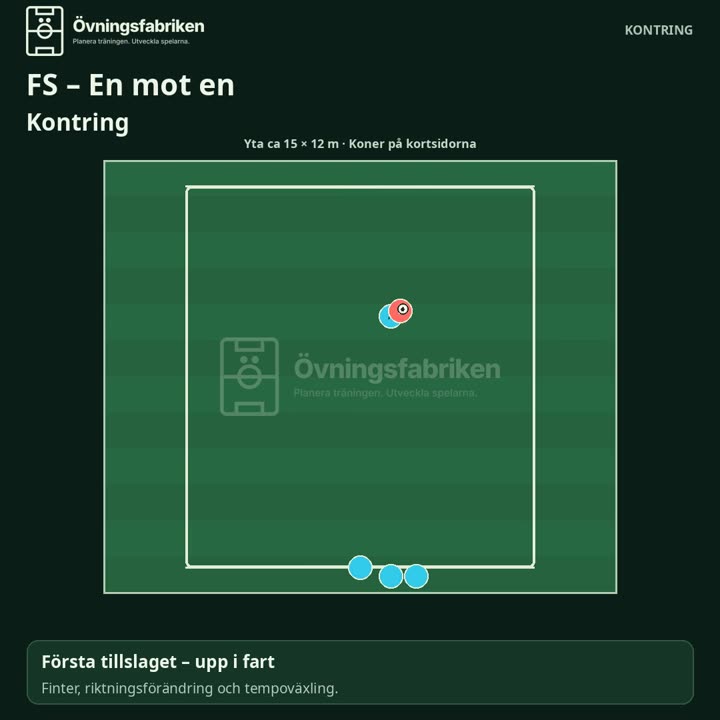 Övningsfabriken
Planera träningen. Utveckla spelarna.
KONTRING
FS – En mot en
Kontring
Yta ca 15 × 12 m · Koner på kortsidorna
Övningsfabriken
Planera träningen. Utveckla spelarna.
Första tillslaget – upp i fart
Finter, riktningsförändring och tempoväxling.